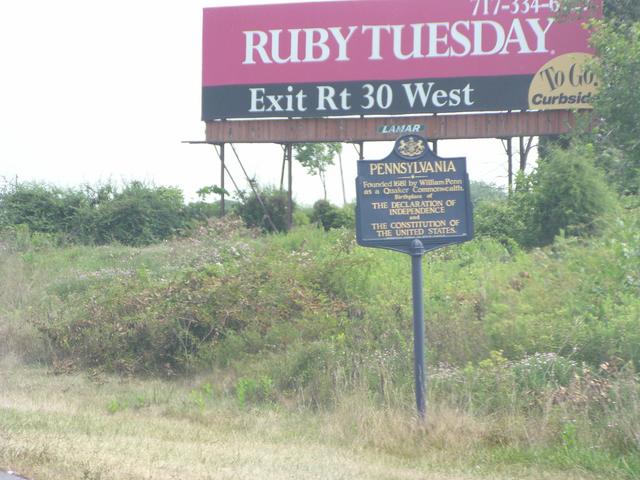 717-334-6
RUBY TUESDAY
Exit Rt 30 West
To Go.
Curbside
LAMAR
PENNSYLVANIA
Founded 1681 by William Penn
as a Quaker Commonwealth.
Birthplace of
THE DECLARATION OF
INDEPENDENCE
and
THE CONSTITUTION OF
THE UNITED STATES.